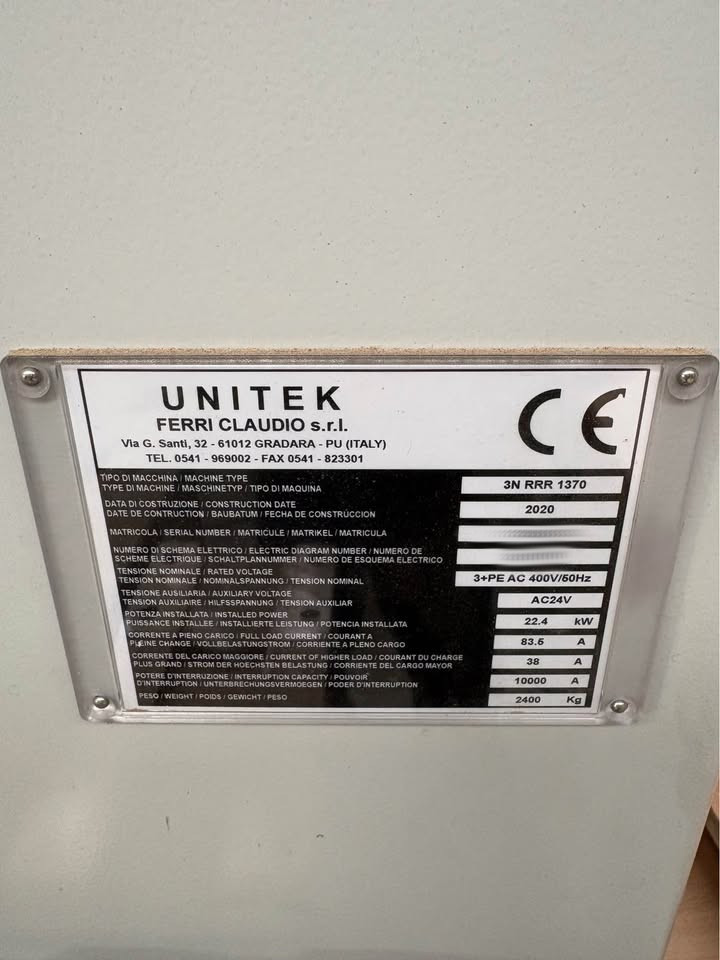 UNITEK
FERRI CLAUDIO s.r.l.
Via G. Santi, 32 - 61012 GRADARA - PU (ITALY)
TEL. 0541 - 969002 - FAX 0541 - 823301
CE
TIPO DI MACCHINA / MACHINE TYPE
TYPE DI MACHINE / MASCHINETYP / TIPO DI MAQUINA
3N RRR 1370
DATA DI COSTRUZIONE / CONSTRUCTION DATE
DATE DE CONTRUCTION / BAUBATUM / FECHA DE CONSTRÚCCION
2020
MATRICOLA / SERIAL NUMBER / MATRICULE / MATRIKEL / MATRICULA
NUMERO DI SCHEMA ELETTRICO / ELECTRIC DIAGRAM NUMBER / NUMERO DE
SCHEME ELECTRIQUE / SCHALTPLANNUMMER / NUMERO DE ESQUEMA ELECTRICO
TENSIONE NOMINALE / RATED VOLTAGE
TENSION NOMINALE / NOMINALSPANNUNG / TENSION NOMINAL
3+PE AC 400V/50Hz
TENSIONE AUSILIARIA / AUXILIARY VOLTAGE
TENSION AUXILIAIRE / HILFSSPANNUNG / TENSION AUXILIAR
AC24V
POTENZA INSTALLATA / INSTALLED POWER
PUISSANCE INSTALLEE / INSTALLIERTE LEISTUNG / POTENCIA INSTALLATA
22.4 kW
CORRENTE A PIENO CARICO / FULL LOAD CURRENT / COURANT A
PLEINE CHANGE / VOLLBELASTUNGSTROM / CORRIENTE A PLENO CARGO
83.5 A
CORRENTE DEL CARICO MAGGIORE / CURRENT OF HIGHER LOAD / COURANT DU CHARGE
PLUS GRAND / STROM DER HOECHSTEN BELASTUNG / CORRIENTE DEL CARGO MAYOR
38 A
POTERE D'INTERRUZIONE / INTERRUPTION CAPACITY / POUVOIR
D'INTERRUPTION / UNTERBRECHUNGSVERMOEGEN / PODER D'INTERRUPTION
10000 A
PESO / WEIGHT / POIDS / GEWICHT / PESO
2400 Kg